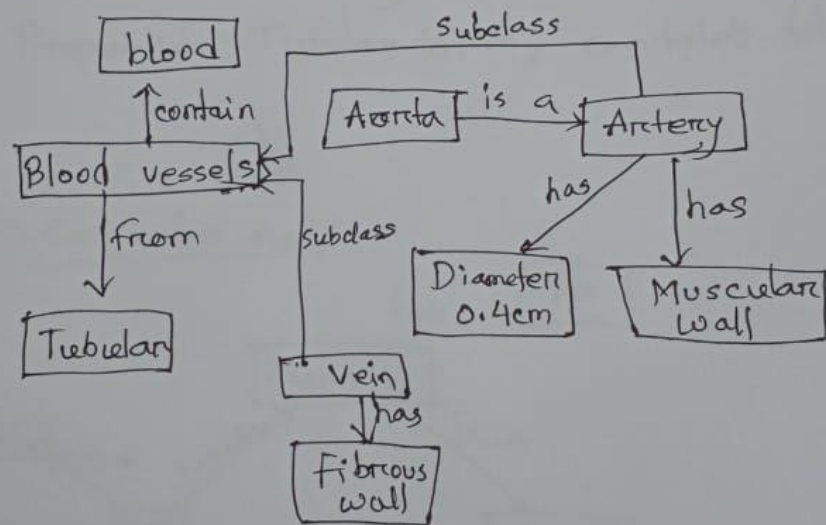 subclass
blood
contain
Aorta
is a
Artery
Blood vessels
has
has
from
subclass
Diameter
0.4cm
Muscular
wall
Tubular
Vein
has
Fibrous
wall